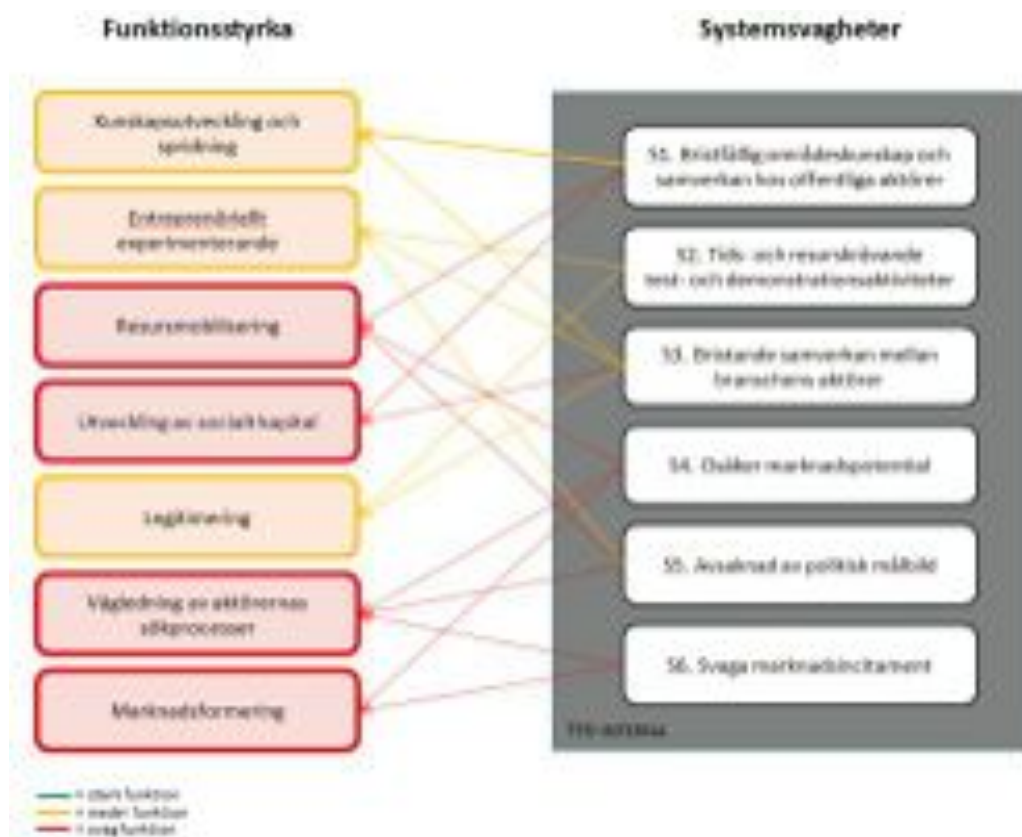 Funktionsstyrka
Systemsvagheter
Kunskapsutveckling och
spridning
Entreprenöriellt
experimenterande
Resursmobilisering
Utveckling av socialt kapital
Legitimering
Vägledning av aktörernas
sökprocesser
Marknadsformering
S1. Bristfällig områdeskunskap och
samverkan hos offentliga aktörer
S2. Tids- och resurskrävande
test- och demonstrationsaktiviteter
S3. Bristande samverkan mellan
branschens aktörer
S4. Osäker marknadspotential
S5. Avsaknad av politisk målbild
S6. Svaga marknadsincitament
= stark funktion
= medel funktion
= svag funktion